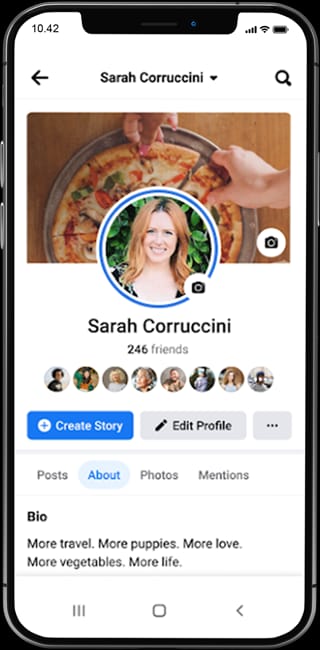 10.42
Sarah Corruccini
Sarah Corruccini
246 friends
Create Story
Edit Profile
Posts
About
Photos
Mentions
Bio
More travel. More puppies. More love.
More vegetables. More life.